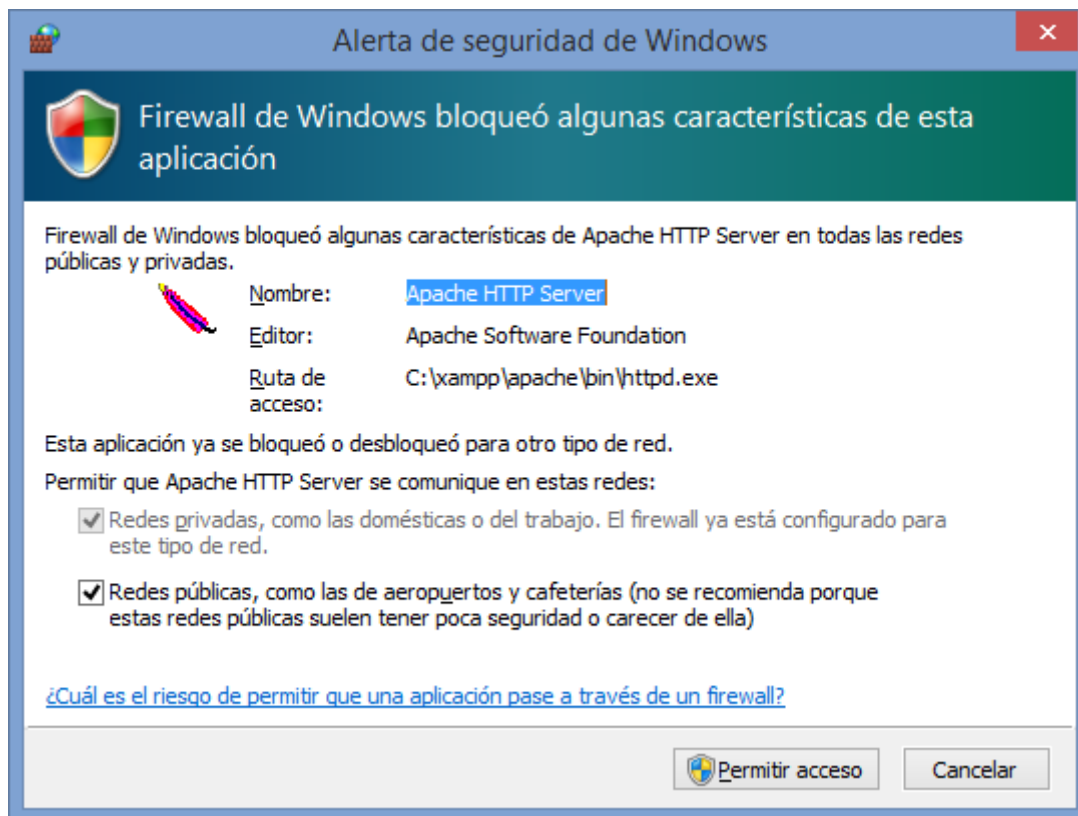 Alerta de seguridad de Windows
Firewall de Windows bloqueó algunas características de esta
aplicación
Firewall de Windows bloqueó algunas características de Apache HTTP Server en todas las redes
públicas y privadas.
Nombre: Apache HTTP Server
Editor: Apache Software Foundation
Ruta de C:\xampp\apache\bin\httpd.exe
acceso:
Esta aplicación ya se bloqueó o desbloqueó para otro tipo de red.
Permitir que Apache HTTP Server se comunique en estas redes:
Redes privadas, como las domésticas o del trabajo. El firewall ya está configurado para
este tipo de red.
Redes públicas, como las de aeropuertos y cafeterías (no se recomienda porque
estas redes públicas suelen tener poca seguridad o carecer de ella)
¿Cuál es el riesgo de permitir que una aplicación pase a través de un firewall?
Permitir acceso Cancelar